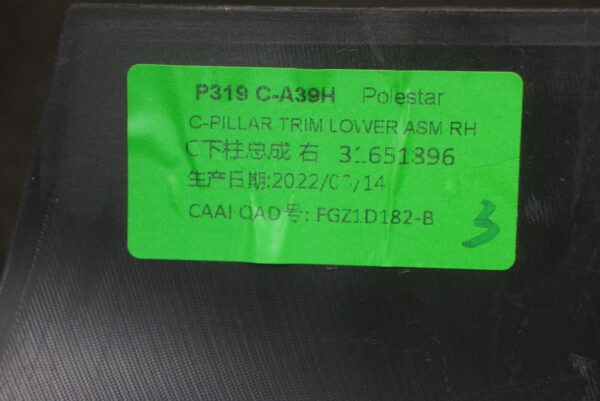 P319 C-A39H Polestar
C-PILLAR TRIM LOWER ASM RH
C下柱总成 右 31651896
生产日期:
CAAI QAD号: FGZ1D182-B
3